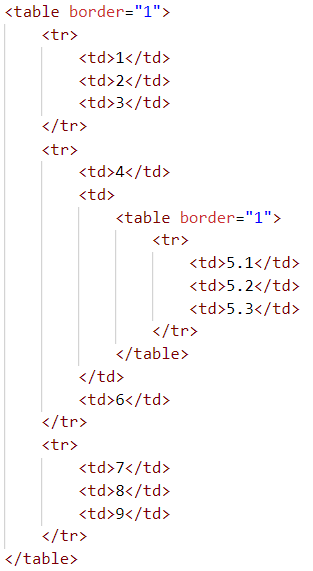 <table border="1">
<tr>
<td>1</td>
<td>2</td>
<td>3</td>
</tr>
<tr>
<td>4</td>
<td>
<table border="1">
<tr>
<td>5.1</td>
<td>5.2</td>
<td>5.3</td>
</tr>
</table>
</td>
<td>6</td>
</tr>
<tr>
<td>7</td>
<td>8</td>
<td>9</td>
</tr>
</table>